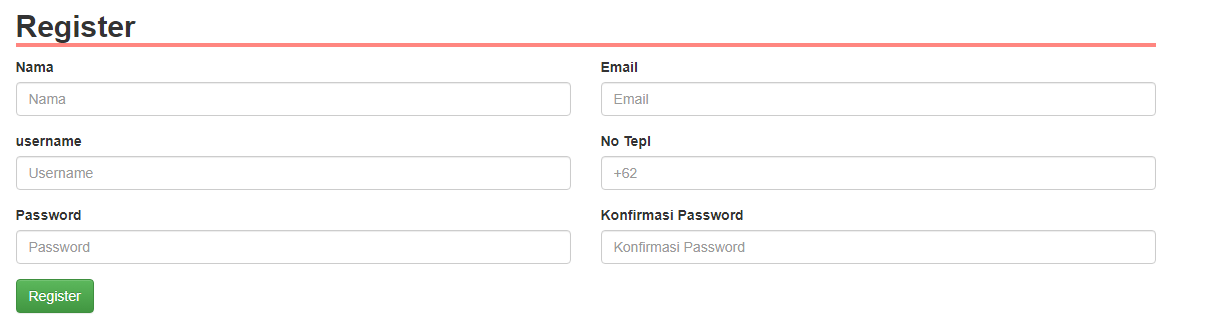 Register
Nama
Email
Nama
Email
username
No Tepl
Username
+62
Password
Konfirmasi Password
Password
Konfirmasi Password
Register